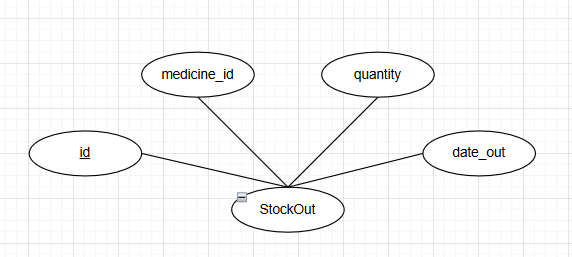 medicine_id
quantity
id
date_out
StockOut